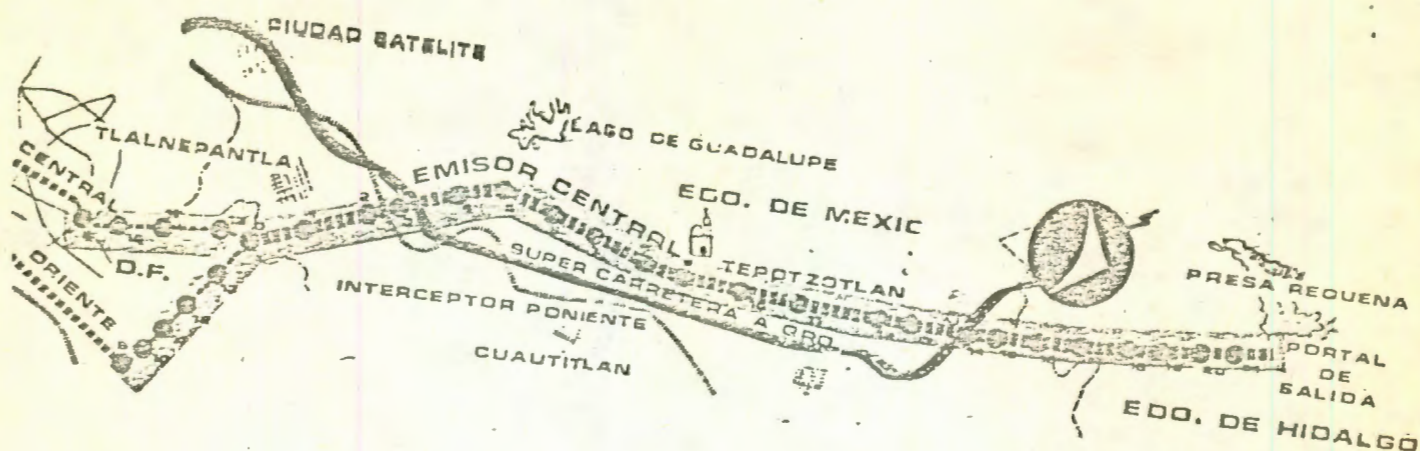 CIUDAD SATELITE
LAGO DE GUADALUPE
TLALNEPANTLA
CENTRAL
EMISOR CENTRAL
EDO. DE MEXIC
D.F.
ORIENTE
SUPER CARRETERA A QRO.
TEPOTZOTLAN
INTERCEPTOR PONIENTE
CUAUTITLAN
PRESA REQUENA
PORTAL
DE
SALIDA
EDO. DE HIDALGO